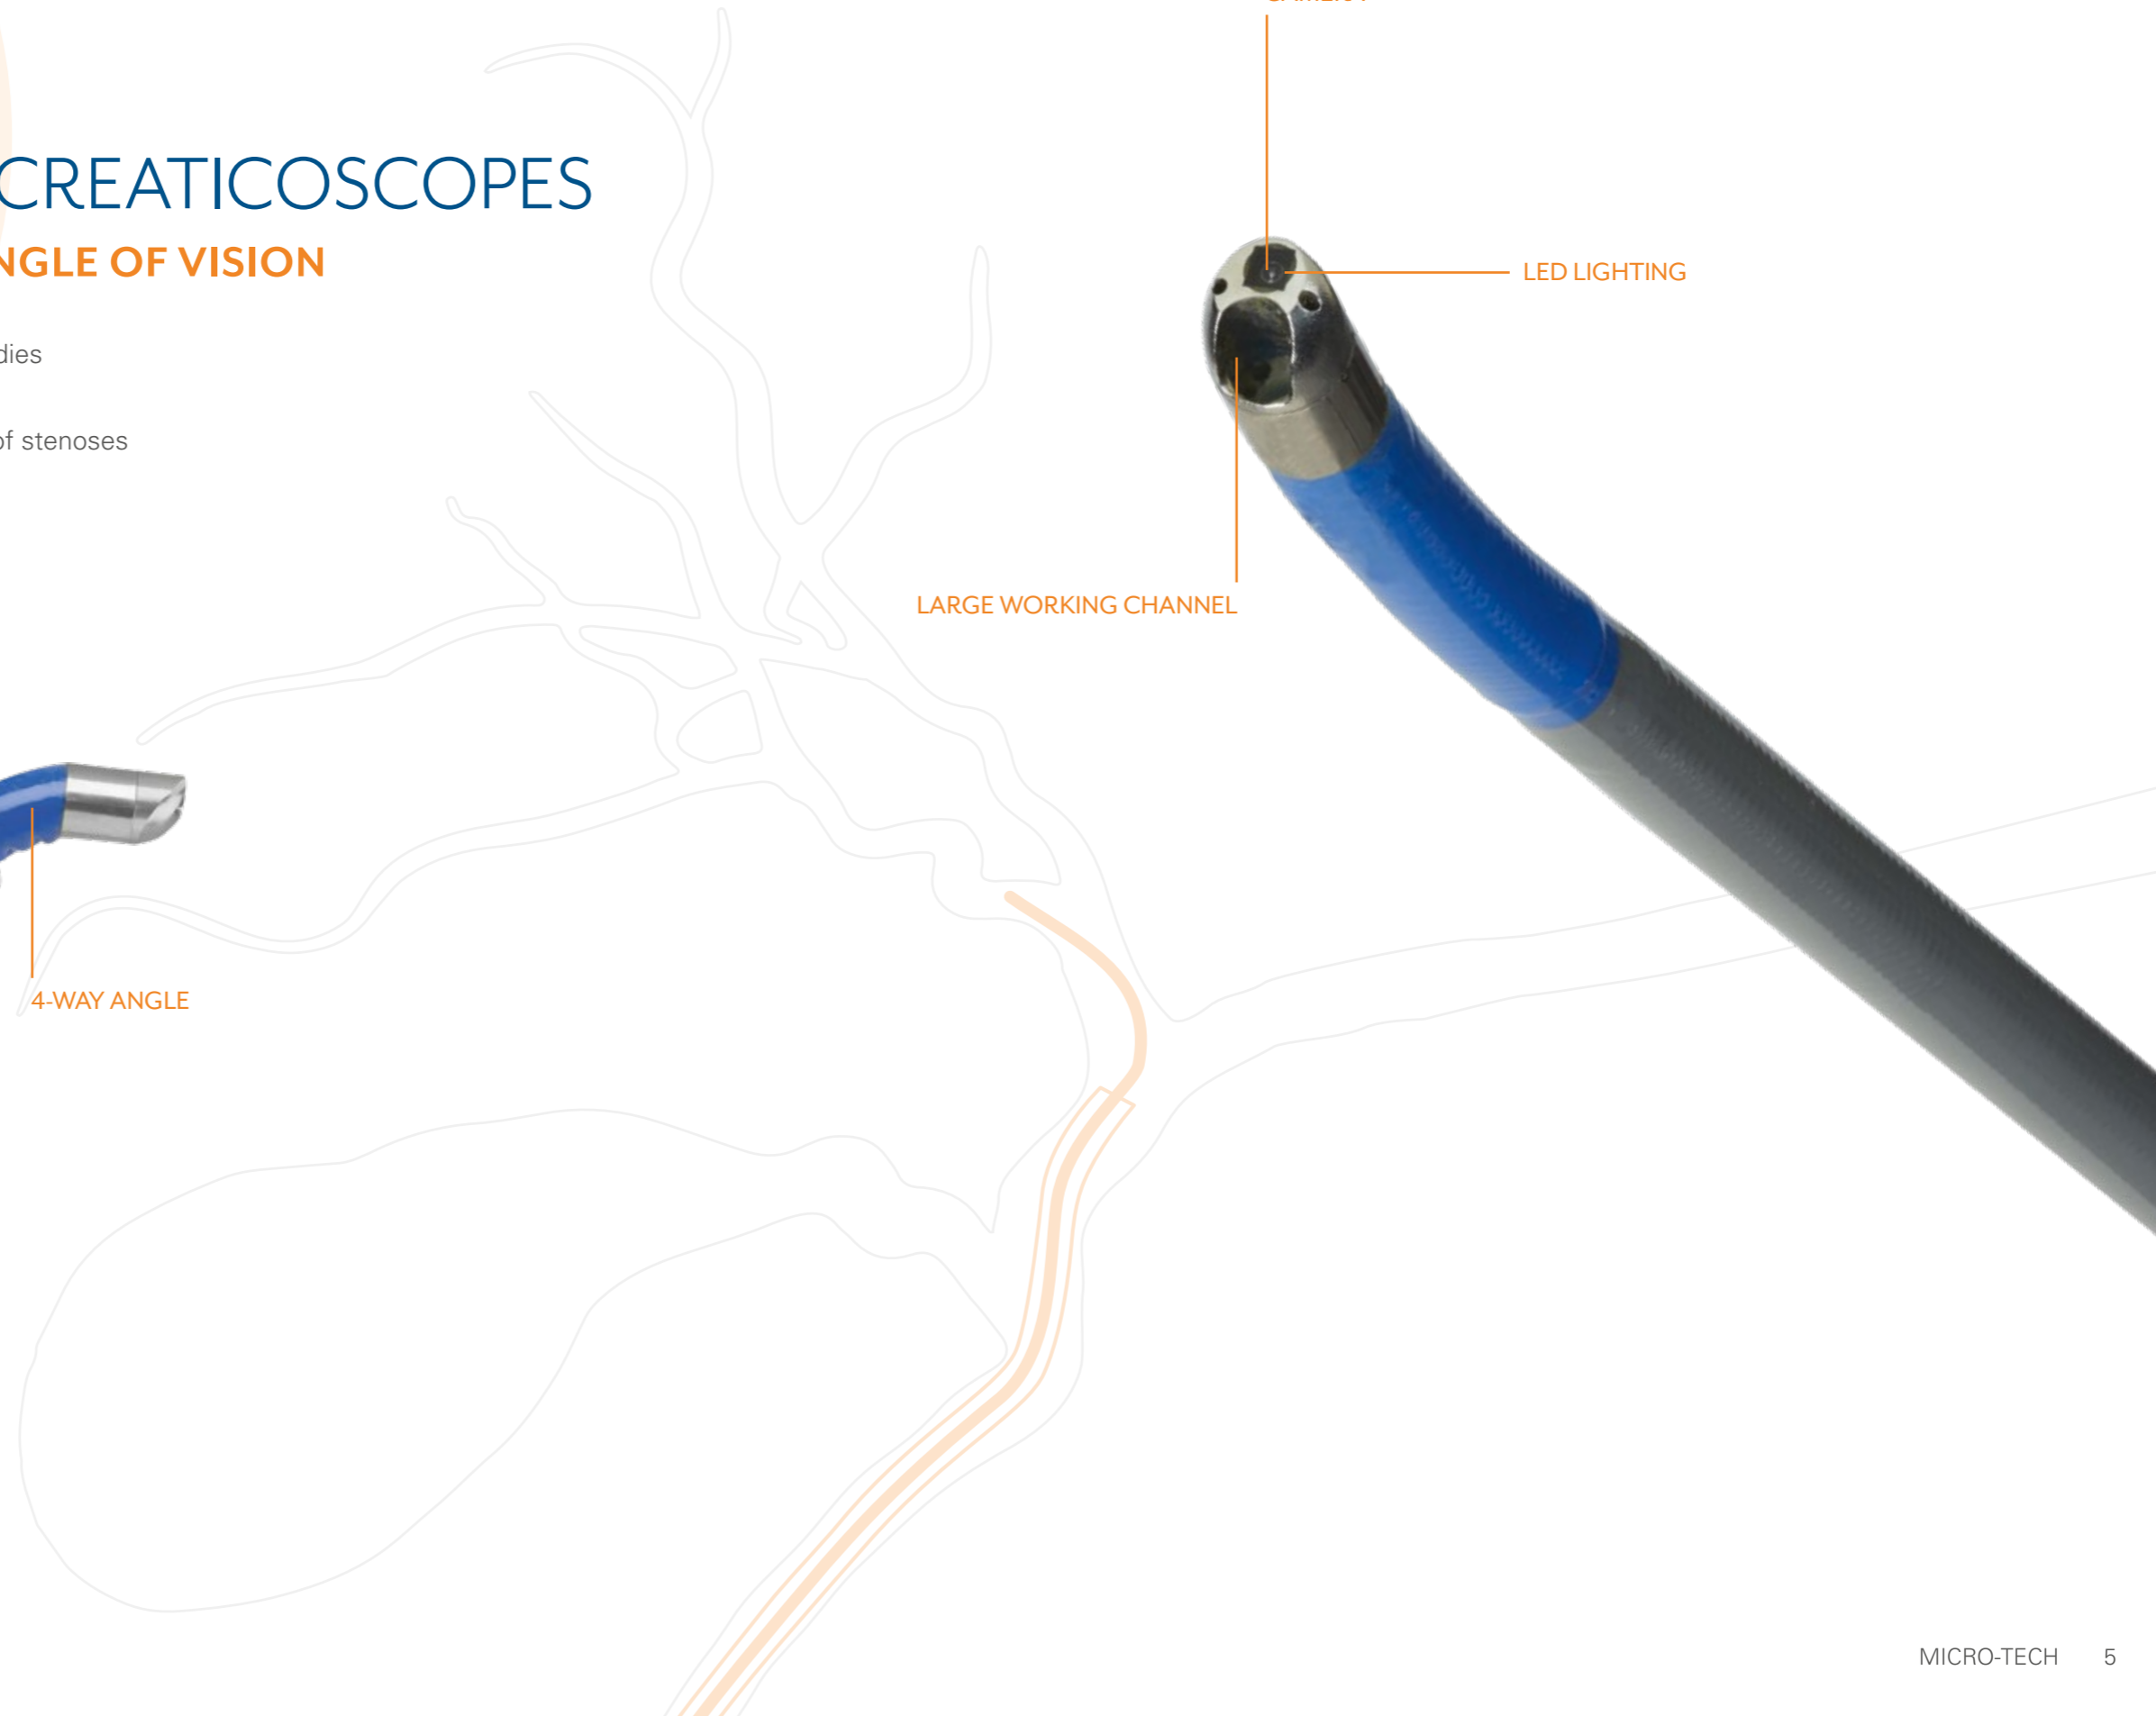 CREATICOSCOPES
NGLE OF VISION
dies
of stenoses
LED LIGHTING
LARGE WORKING CHANNEL
4-WAY ANGLE
MICRO-TECH 5